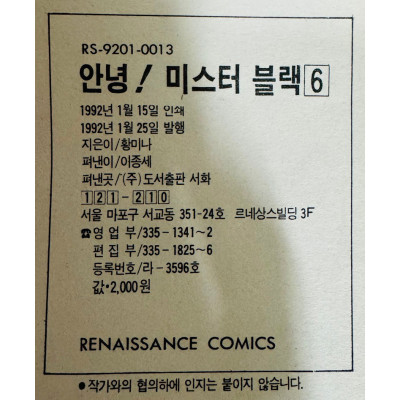 RS-9201-0013
안녕! 미스터 블랙 6
1992년 1월 15일 인쇄
1992년 1월 25일 발행
지은이/황미나
펴낸이/이종세
펴낸곳/(주)도서출판 서화
121-210
서울 마포구 서교동 351-24호 르네상스빌딩 3F
☎영 업 부/335-1341~2
편 집 부/335-1825~6
등록번호/라-3596호
값·2,000원
RENAISSANCE COMICS
●작가와의 협의하에 인지는 붙이지 않습니다.